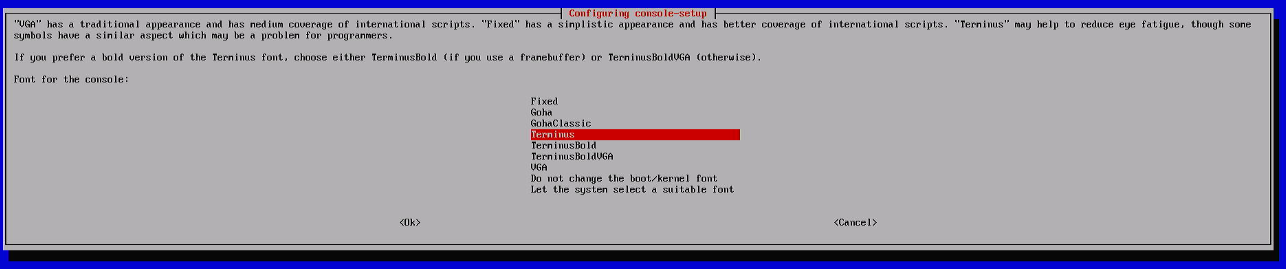 Configuring console-setup
"VGA" has a traditional appearance and has medium coverage of international scripts. "Fixed" has a simplistic appearance and has better coverage of international scripts. "Terminus" may help to reduce eye fatigue, though some
symbols have a similar aspect which may be a problem for programmers.
If you prefer a bold version of the Terminus font, choose either TerminusBold (if you use a framebuffer) or TerminusBoldVGA (otherwise).
Font for the console:
Fixed
Goha
GohaClassic
Terminus
TerminusBold
TerminusBoldVGA
VGA
Do not change the boot/kernel font
Let the system select a suitable font
<Ok>
<Cancel>